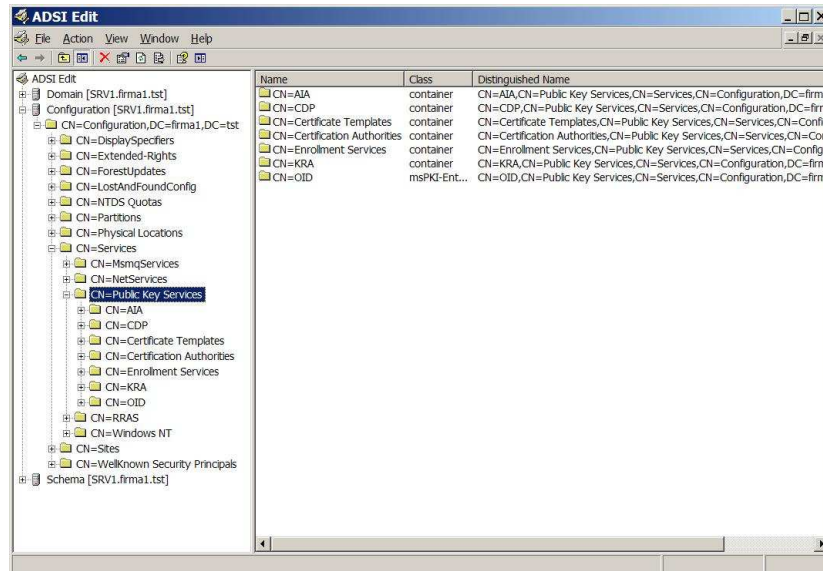 ADSI Edit
File Action View Window Help
ADSI Edit
Domain [SRV1.firma1.tst]
Configuration [SRV1.firma1.tst]
CN=Configuration,DC=firma1,DC=tst
CN=DisplaySpecifiers
CN=Extended-Rights
CN=ForestUpdates
CN=LostAndFoundConfig
CN=NTDS Quotas
CN=Partitions
CN=Physical Locations
CN=Services
CN=MsmqServices
CN=NetServices
CN=Public Key Services
CN=AIA
CN=CDP
CN=Certificate Templates
CN=Certification Authorities
CN=Enrollment Services
CN=KRA
CN=OID
CN=RRAS
CN=Windows NT
CN=Sites
CN=WellKnown Security Principals
Schema [SRV1.firma1.tst]
Name Class Distinguished Name
CN=AIA container CN=AIA,CN=Public Key Services,CN=Services,CN=Configuration,DC=firm
CN=CDP container CN=CDP,CN=Public Key Services,CN=Services,CN=Configuration,DC=firm
CN=Certificate Templates container CN=Certificate Templates,CN=Public Key Services,CN=Services,CN=Confi
CN=Certification Authorities container CN=Certification Authorities,CN=Public Key Services,CN=Services,CN=Co
CN=Enrollment Services container CN=Enrollment Services,CN=Public Key Services,CN=Services,CN=Config
CN=KRA container CN=KRA,CN=Public Key Services,CN=Services,CN=Configuration,DC=firm
CN=OID msPKI-Ent... CN=OID,CN=Public Key Services,CN=Services,CN=Configuration,DC=firm